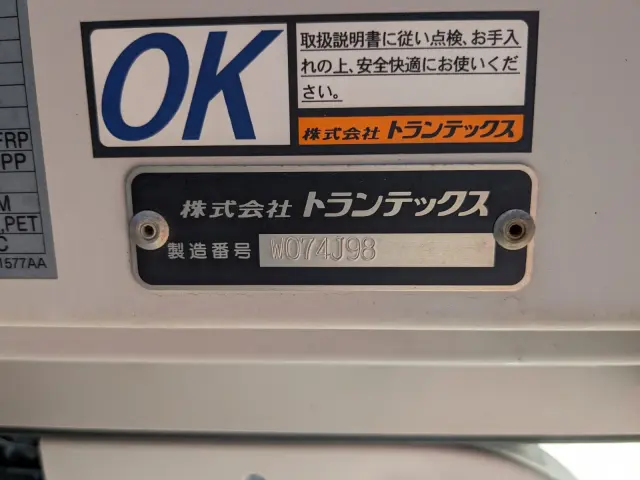 OK
取扱説明書に従い点検、お手入
れの上、安全快適にお使いくだ
さい。
株式会社 トランテックス
株式会社 トランテックス
製造番号 W074J98
FRP
PP
M
,PET
C
1577AA